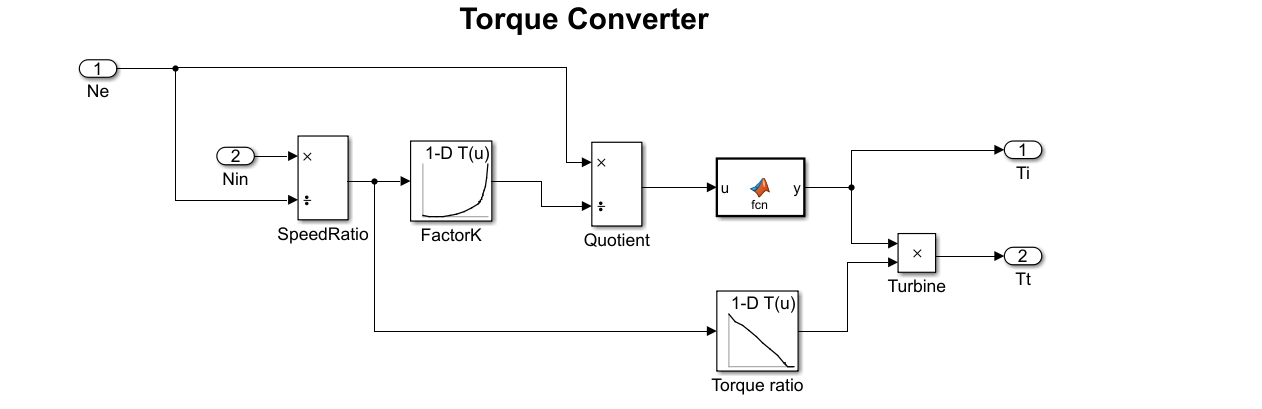 Torque Converter
1
Ne
2
Nin
×
÷
SpeedRatio
1-D T(u)
FactorK
×
÷
Quotient
u
y
fcn
1
Ti
×
Turbine
2
Tt
1-D T(u)
Torque ratio